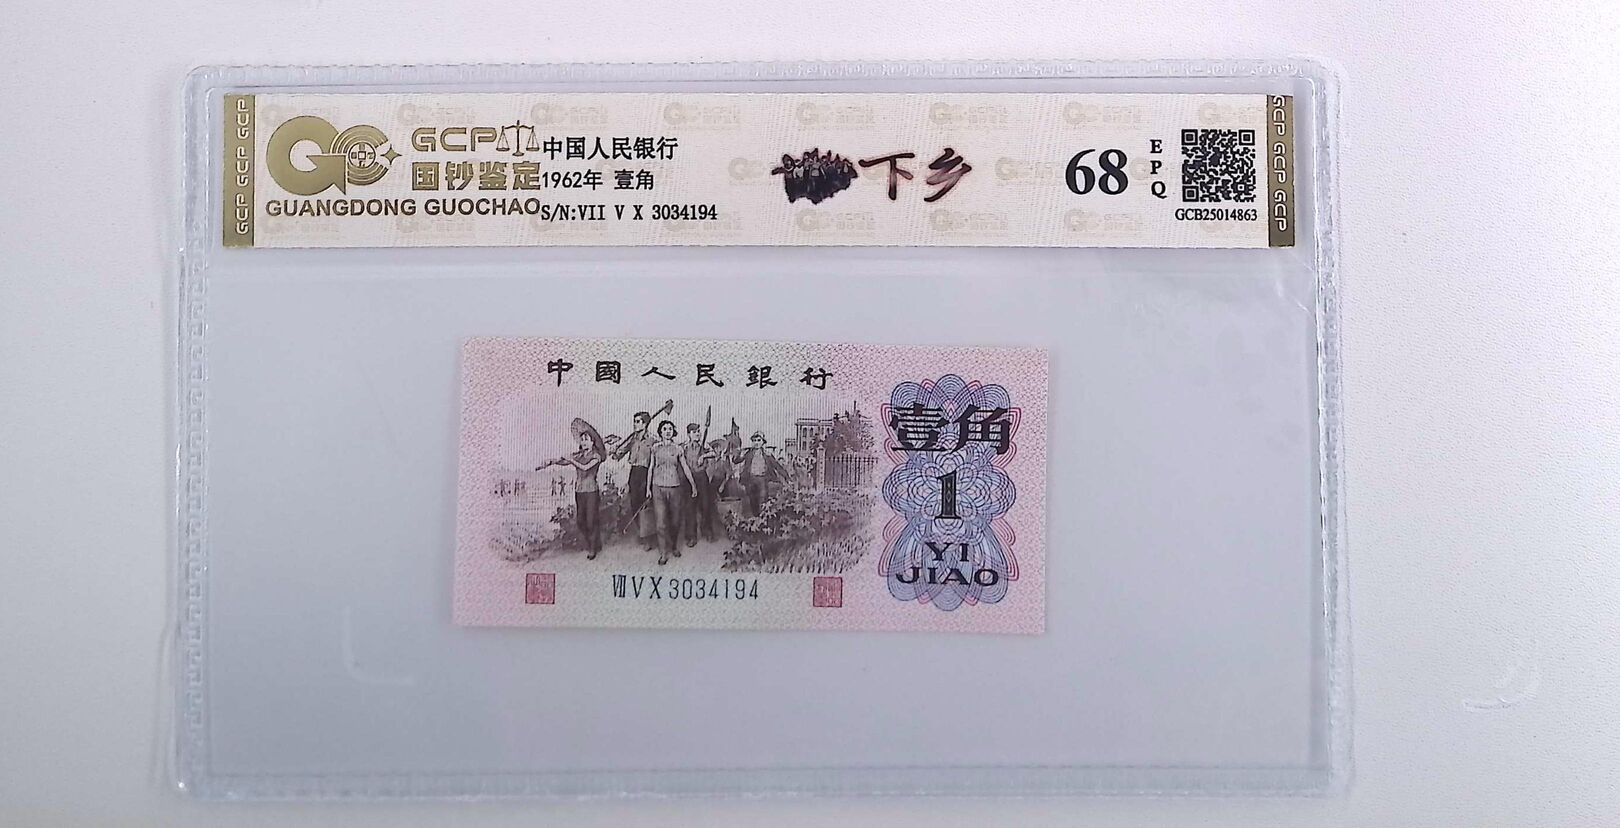 GCP GCP GCP
GCP
国钞鉴定
GUANGDONG GUOCHAO
中国人民银行
1962年 壹角
S/N:VII V X 3034194
下乡
68
EPQ
GCB25014863
GCP GCP GCP
中國人民銀行
壹角
1
YI
JIAO
Ⅶ V X 3034194